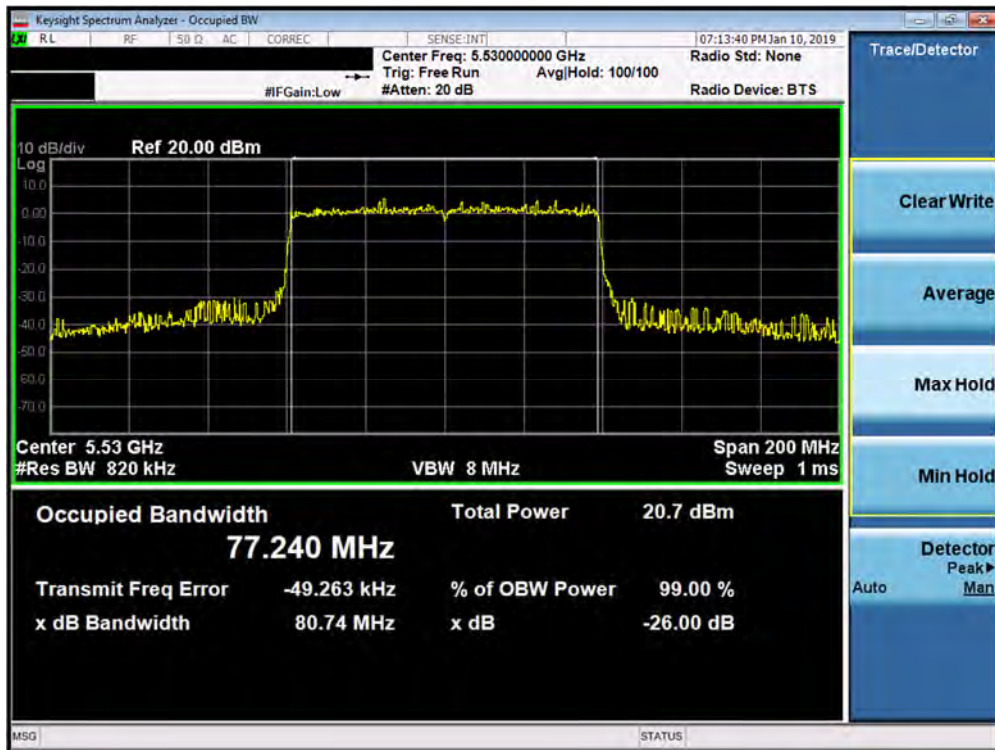 Keysight Spectrum Analyzer - Occupied BW
RL RF 50 Ω AC CORREC SENSE:INT 07:13:40 PM Jan 10, 2019
Center Freq: 5.530000000 GHz Radio Std: None
Trig: Free Run Avg|Hold: 100/100
#IFGain:Low #Atten: 20 dB Radio Device: BTS
10 dB/div Ref 20.00 dBm
Log
10.0
0.00
-10.0
-20.0
-30.0
-40.0
-50.0
-60.0
-70.0
Center 5.53 GHz Span 200 MHz
#Res BW 820 kHz VBW 8 MHz Sweep 1 ms
Occupied Bandwidth Total Power 20.7 dBm
77.240 MHz
Transmit Freq Error -49.263 kHz % of OBW Power 99.00 %
x dB Bandwidth 80.74 MHz x dB -26.00 dB
MSG STATUS
Trace/Detector
Clear Write
Average
Max Hold
Min Hold
Detector
Peak▶
Auto Man